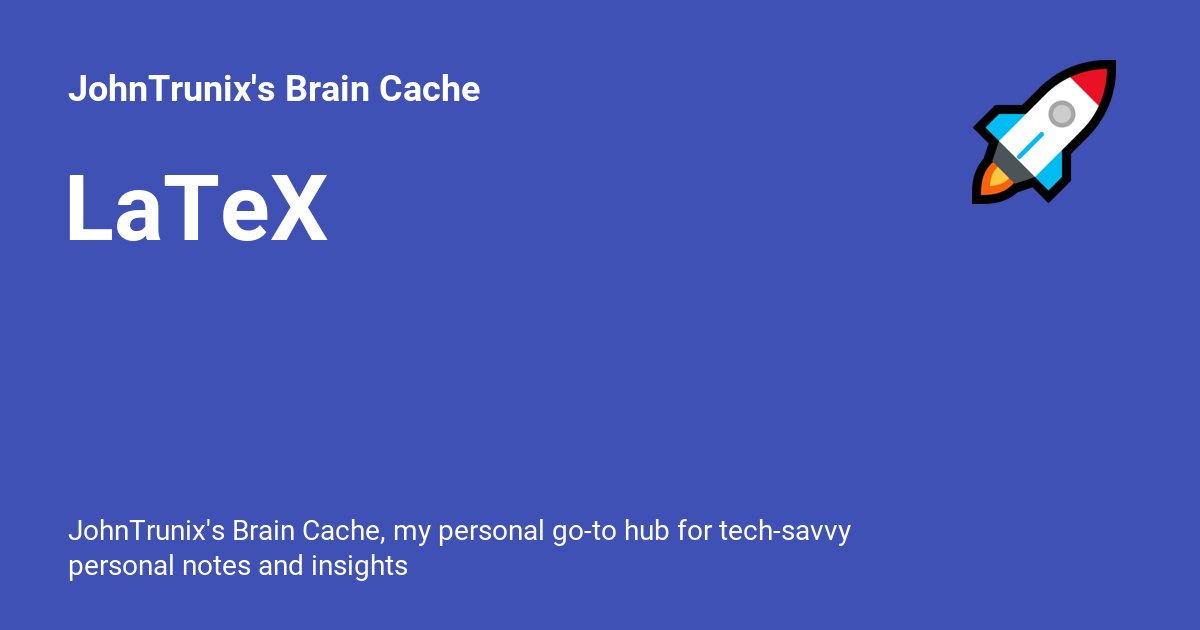 JohnTrunix's Brain Cache
LaTeX
JohnTrunix's Brain Cache, my personal go-to hub for tech-savvy
personal notes and insights